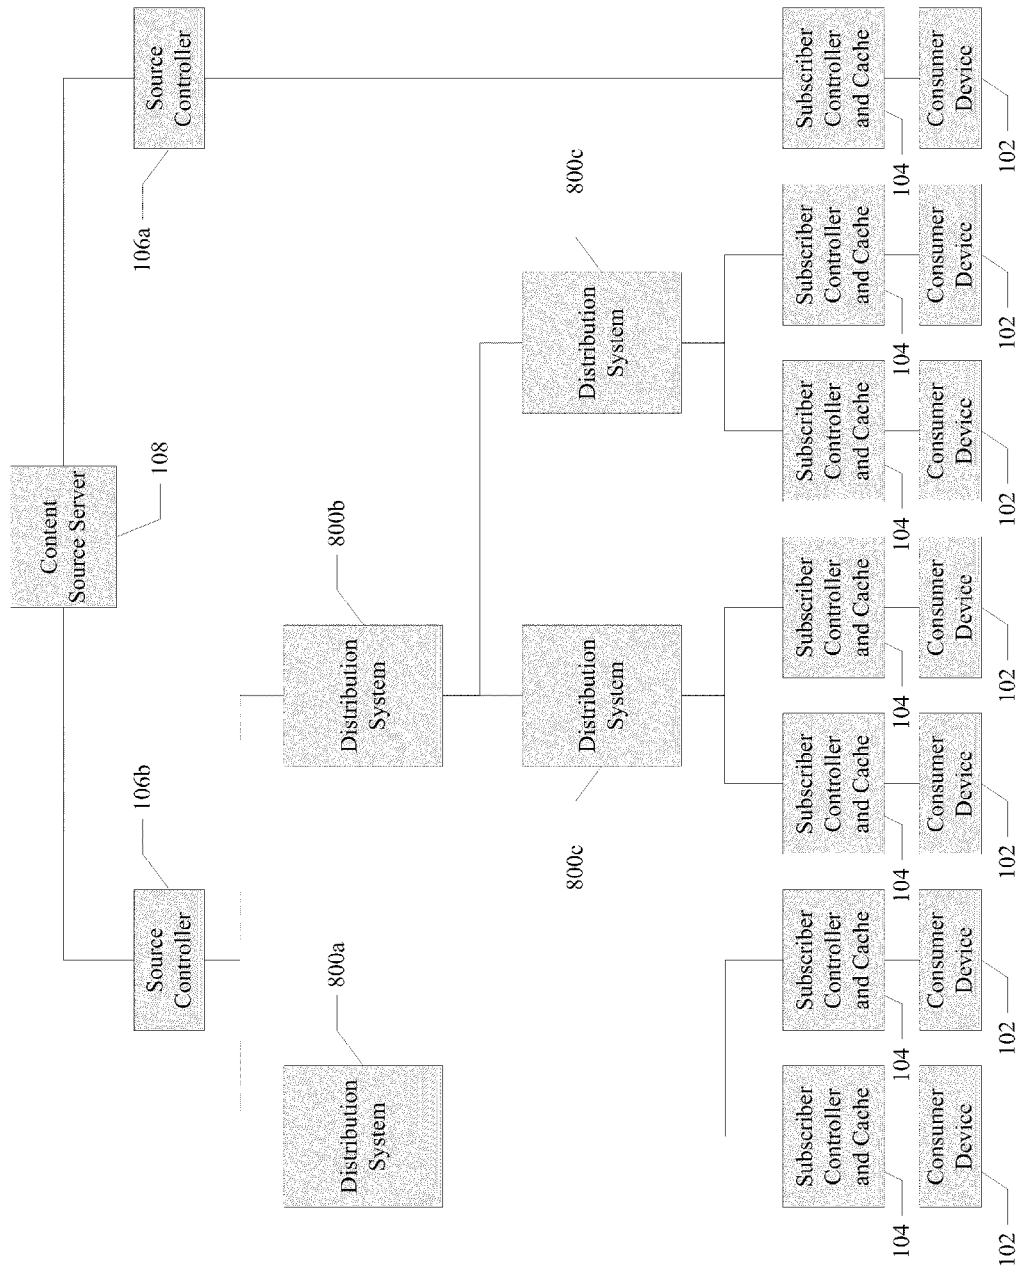 Content
Source Server
108
Source
Controller
106b
106a
Source
Controller
Distribution
System
800a
Distribution
System
800b
800c
Distribution
System
Distribution
System
800c
Subscriber
Controller
and Cache
Subscriber
Controller
and Cache
Subscriber
Controller
and Cache
Subscriber
Controller
and Cache
Subscriber
Controller
and Cache
Subscriber
Controller
and Cache
Subscriber
Controller
and Cache
104
104
104
104
104
104
104
Consumer
Device
Consumer
Device
Consumer
Device
Consumer
Device
Consumer
Device
Consumer
Device
Consumer
Device
102
102
102
102
102
102
102